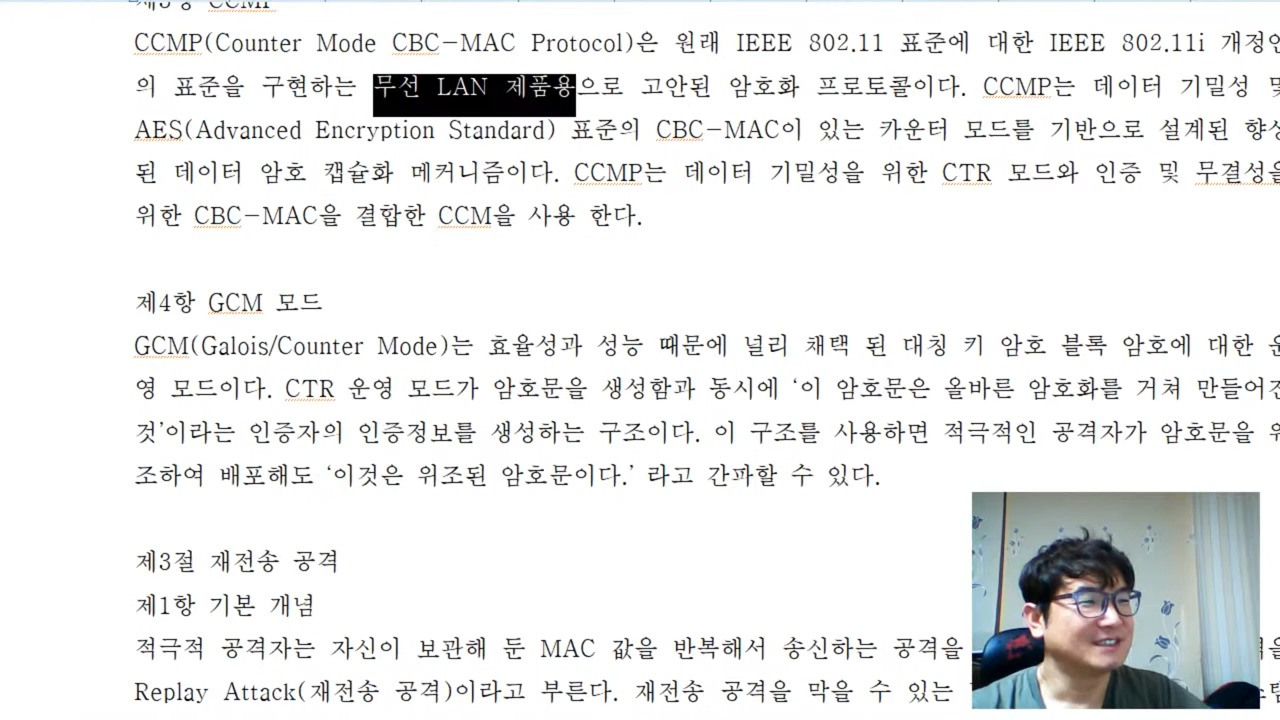 제3항 CCMP
CCMP(Counter Mode CBC-MAC Protocol)은 원래 IEEE 802.11 표준에 대한 IEEE 802.11i 개정안
의 표준을 구현하는 무선 LAN 제품용으로 고안된 암호화 프로토콜이다. CCMP는 데이터 기밀성 및
AES(Advanced Encryption Standard) 표준의 CBC-MAC이 있는 카운터 모드를 기반으로 설계된 향상
된 데이터 암호 캡슐화 메커니즘이다. CCMP는 데이터 기밀성을 위한 CTR 모드와 인증 및 무결성을
위한 CBC-MAC을 결합한 CCM을 사용 한다.
제4항 GCM 모드
GCM(Galois/Counter Mode)는 효율성과 성능 때문에 널리 채택 된 대칭 키 암호 블록 암호에 대한 운
영 모드이다. CTR 운영 모드가 암호문을 생성함과 동시에 ‘이 암호문은 올바른 암호화를 거쳐 만들어진
것’이라는 인증자의 인증정보를 생성하는 구조이다. 이 구조를 사용하면 적극적인 공격자가 암호문을 위
조하여 배포해도 ‘이것은 위조된 암호문이다.’ 라고 간파할 수 있다.
제3절 재전송 공격
제1항 기본 개념
적극적 공격자는 자신이 보관해 둔 MAC 값을 반복해서 송신하는 공격을
Replay Attack(재전송 공격)이라고 부른다. 재전송 공격을 막을 수 있는